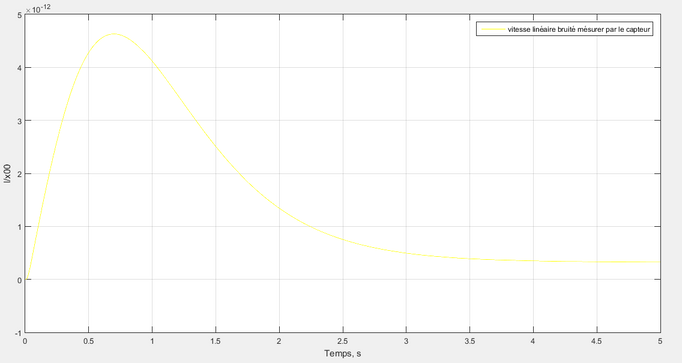 ×10⁻¹²
5
4
3
2
1
0
-1
l/x00
vitesse linéaire bruité mésurer par le capteur
0 0.5 1 1.5 2 2.5 3 3.5 4 4.5 5
Temps, s